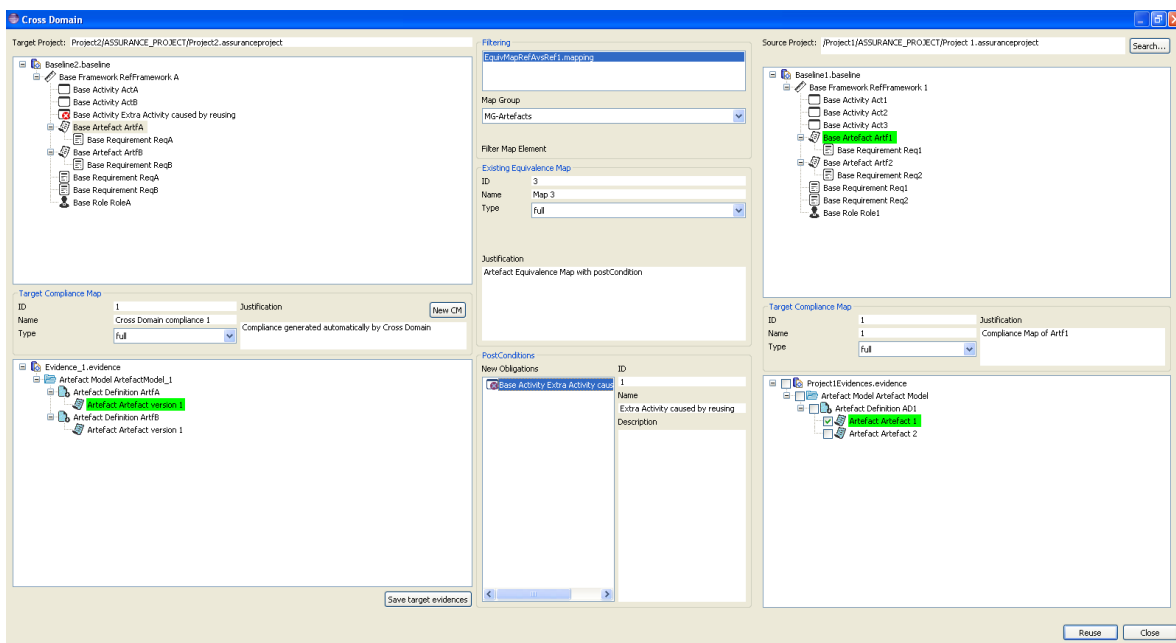 Cross Domain
Target Project: Project2/ASSURANCE_PROJECT/Project2.assuranceproject
Baseline2.baseline
Base Framework RefFramework A
Base Activity ActA
Base Activity ActB
Base Activity Extra Activity caused by reusing
Base Artefact ArtfA
Base Requirement ReqA
Base Artefact ArtfB
Base Requirement ReqB
Base Requirement ReqA
Base Requirement ReqB
Base Role RoleA
Target Compliance Map
ID 1 Justification New CM
Name Cross Domain compliance 1 Compliance generated automatically by Cross Domain
Type full
Evidence_1.evidence
Artefact Model ArtefactModel_1
Artefact Definition ArtfA
Artefact Artefact version 1
Artefact Definition ArtfB
Artefact Artefact version 1
Save target evidences
Filtering
EquivMapRefAvsRef1.mapping
Map Group
MG-Artefacts
Filter Map Element
Existing Equivalence Map
ID 3
Name Map 3
Type full
Justification
Artefact Equivalence Map with postCondition
PostConditions
New Obligations ID
Base Activity Extra Activity caus 1
Name
Extra Activity caused by reusing
Description
Source Project: /Project1/ASSURANCE_PROJECT/Project 1.assuranceproject Search...
Baseline1.baseline
Base Framework RefFramework 1
Base Activity Act1
Base Activity Act2
Base Activity Act3
Base Artefact Artf1
Base Requirement Req1
Base Artefact Artf2
Base Requirement Req2
Base Requirement Req1
Base Requirement Req2
Base Role Role1
Target Compliance Map
ID 1 Justification
Name 1 Compliance Map of Artf1
Type full
Project1Evidences.evidence
Artefact Model Artefact Model
Artefact Definition AD1
Artefact Artefact 1
Artefact Artefact 2
Reuse Close